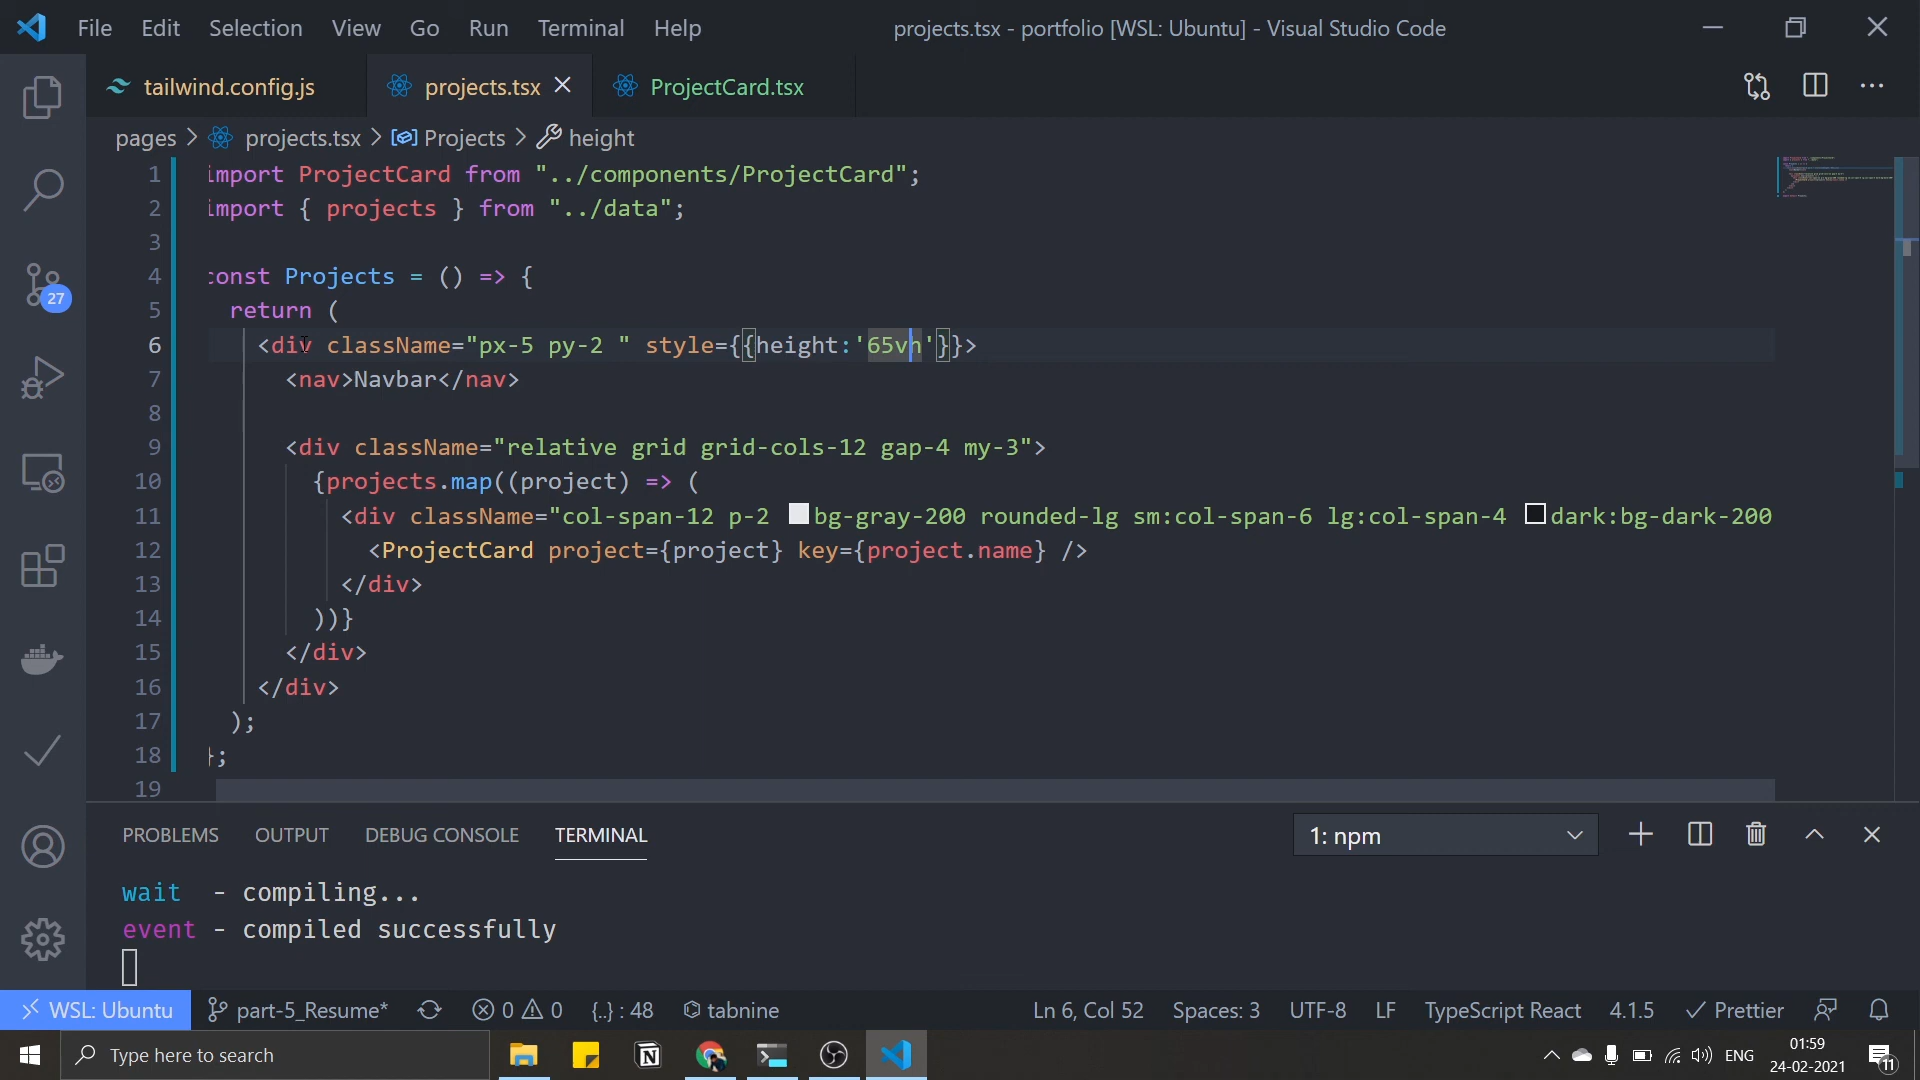 File Edit Selection View Go Run Terminal Help projects.tsx - portfolio [WSL: Ubuntu] - Visual Studio Code
tailwind.config.js projects.tsx ProjectCard.tsx
pages > projects.tsx > Projects > height
1 import ProjectCard from "../components/ProjectCard";
2 import { projects } from "../data";
3
4 const Projects = () => {
5 return (
6 <div className="px-5 py-2 " style={{height:'65vh'}}>
7 <nav>Navbar</nav>
8
9 <div className="relative grid grid-cols-12 gap-4 my-3">
10 {projects.map((project) => (
11 <div className="col-span-12 p-2 bg-gray-200 rounded-lg sm:col-span-6 lg:col-span-4 dark:bg-dark-200
12 <ProjectCard project={project} key={project.name} />
13 </div>
14 ))}
15 </div>
16 </div>
17 );
18 };
19
27
PROBLEMS OUTPUT DEBUG CONSOLE TERMINAL 1: npm
wait - compiling...
event - compiled successfully
WSL: Ubuntu part-5_Resume* 0 0 {..} : 48 tabnine Ln 6, Col 52 Spaces: 3 UTF-8 LF TypeScript React 4.1.5 Prettier
Type here to search ENG 01:59
24-02-2021 11